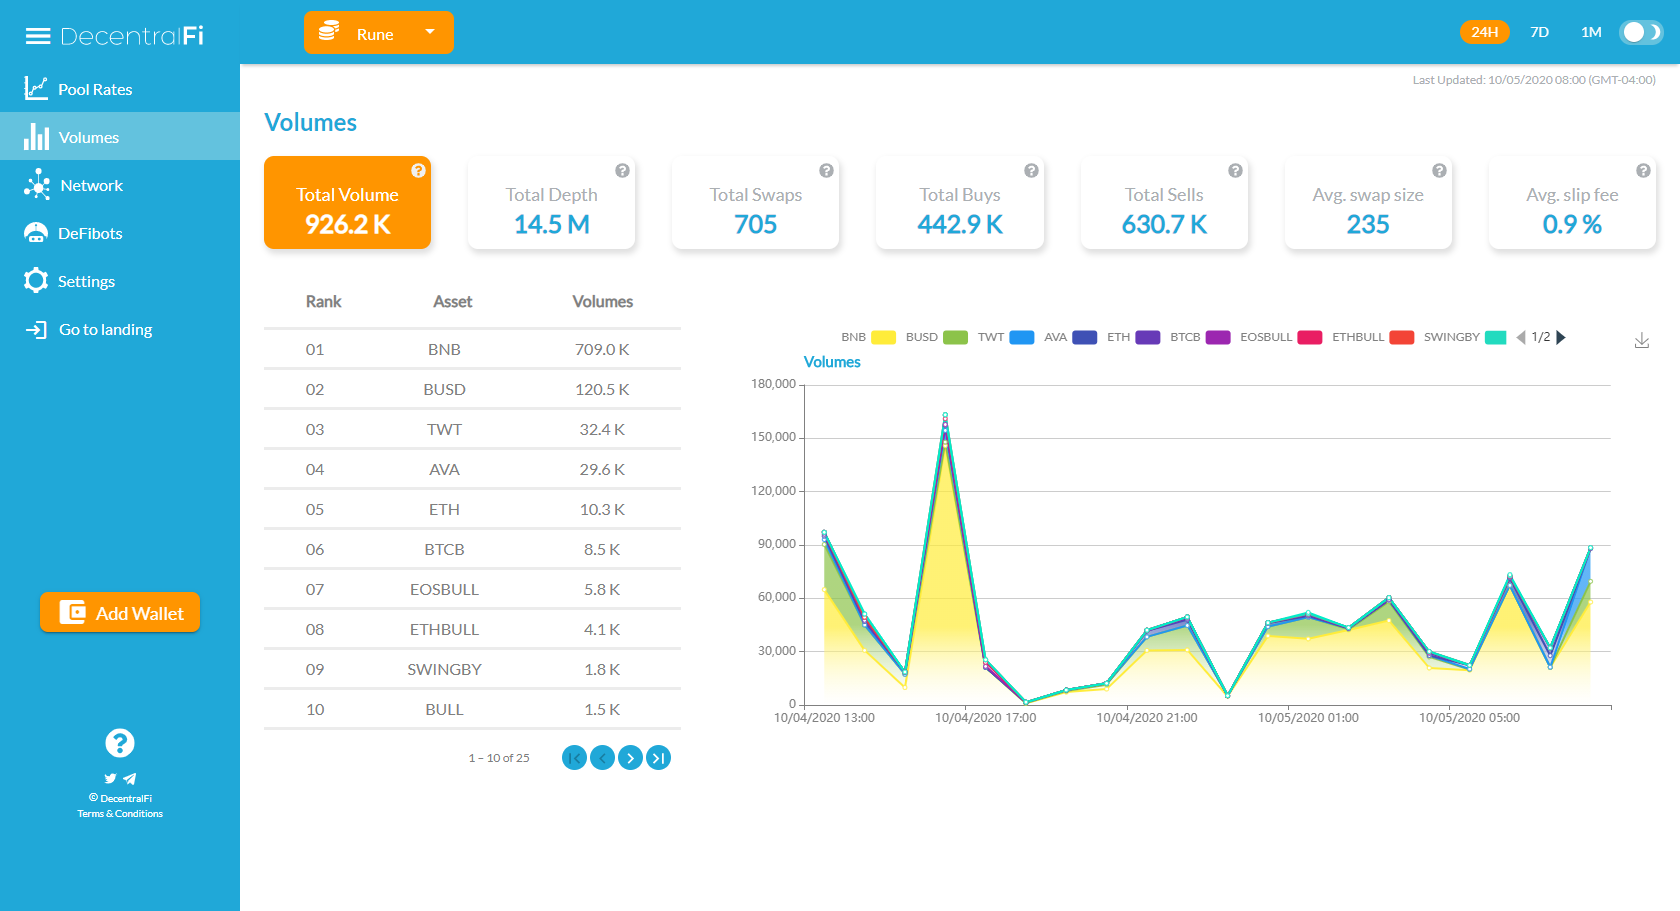 DecentralFi
Rune
24H 7D 1M
Last Updated: 10/05/2020 08:00 (GMT-04:00)
Pool Rates
Volumes
Network
DeFibots
Settings
Go to landing
Add Wallet
© DecentralFi
Terms & Conditions
Volumes
Total Volume
926.2 K
Total Depth
14.5 M
Total Swaps
705
Total Buys
442.9 K
Total Sells
630.7 K
Avg. swap size
235
Avg. slip fee
0.9 %
Rank Asset Volumes
01 BNB 709.0 K
02 BUSD 120.5 K
03 TWT 32.4 K
04 AVA 29.6 K
05 ETH 10.3 K
06 BTCB 8.5 K
07 EOSBULL 5.8 K
08 ETHBULL 4.1 K
09 SWINGBY 1.8 K
10 BULL 1.5 K
1 – 10 of 25
BNB BUSD TWT AVA ETH BTCB EOSBULL ETHBULL SWINGBY 1/2
Volumes
180,000
150,000
120,000
90,000
60,000
30,000
0
10/04/2020 13:00 10/04/2020 17:00 10/04/2020 21:00 10/05/2020 01:00 10/05/2020 05:00